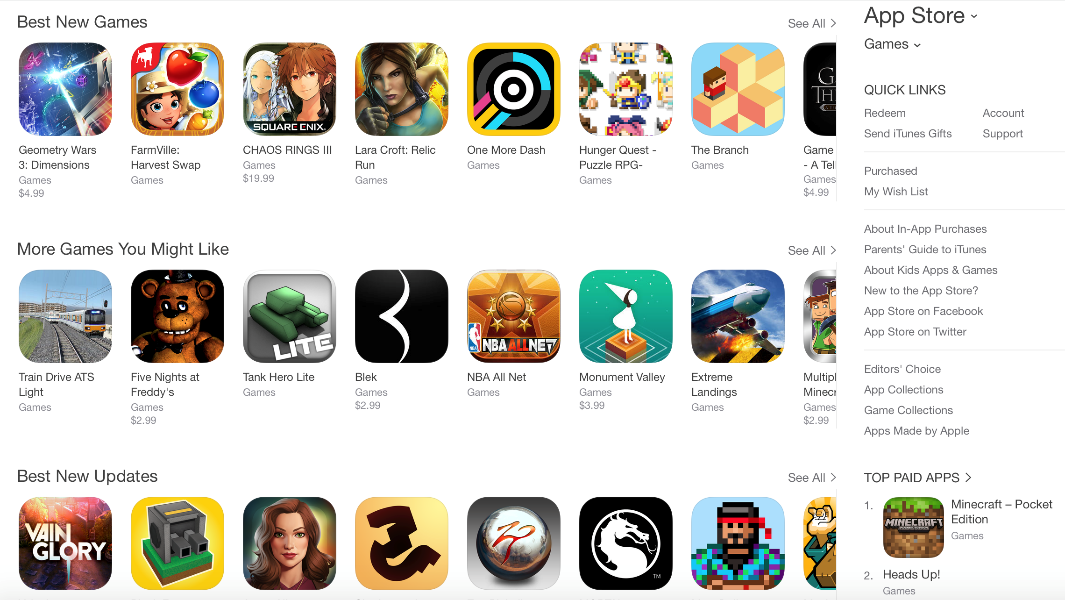 Best New Games
See All >
Geometry Wars
3: Dimensions
Games
$4.99
FarmVille:
Harvest Swap
Games
SQUARE ENIX.
CHAOS RINGS III
Games
$19.99
Lara Croft: Relic
Run
Games
One More Dash
Games
Hunger Quest -
Puzzle RPG-
Games
The Branch
Games
Game
- A Tell
Games
$4.99
More Games You Might Like
See All >
Train Drive ATS
Light
Games
Five Nights at
Freddy's
Games
$2.99
LITE
Tank Hero Lite
Games
Blek
Games
$2.99
NBA
NBA ALL NET
NBA All Net
Games
Monument Valley
Games
$3.99
Extreme
Landings
Games
Multipl
Minecr
Games
$2.99
Best New Updates
See All >
VAIN
GLORY
TM
App Store
Games
QUICK LINKS
Redeem
Account
Send iTunes Gifts
Support
Purchased
My Wish List
About In-App Purchases
Parents' Guide to iTunes
About Kids Apps & Games
New to the App Store?
App Store on Facebook
App Store on Twitter
Editors' Choice
App Collections
Game Collections
Apps Made by Apple
TOP PAID APPS >
1.
MINECRAFT
Minecraft – Pocket
Edition
Games
2.
Heads Up!
Games